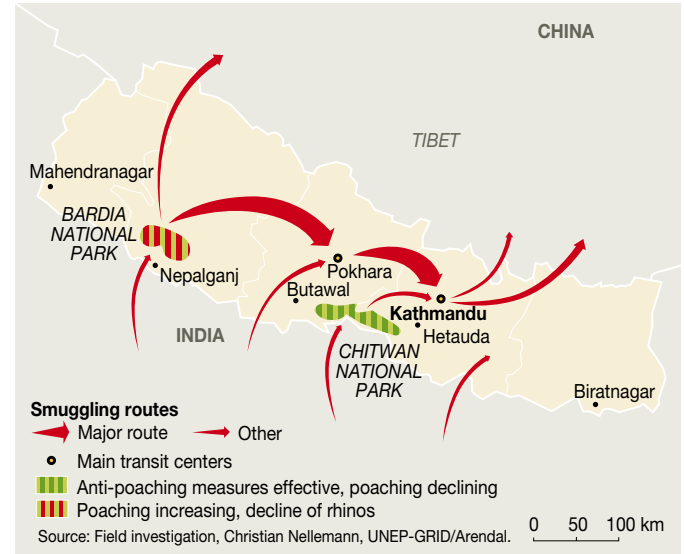 CHINA
TIBET
Mahendranagar
BARDIA
NATIONAL
PARK
Nepalganj
Pokhara
Butawal
Kathmandu
INDIA
Hetauda
CHITWAN
NATIONAL
PARK
Biratnagar
Smuggling routes
Major route
Other
Main transit centers
Anti-poaching measures effective, poaching declining
Poaching increasing, decline of rhinos
Source: Field investigation, Christian Nellemann, UNEP-GRID/Arendal.
0 50 100 km